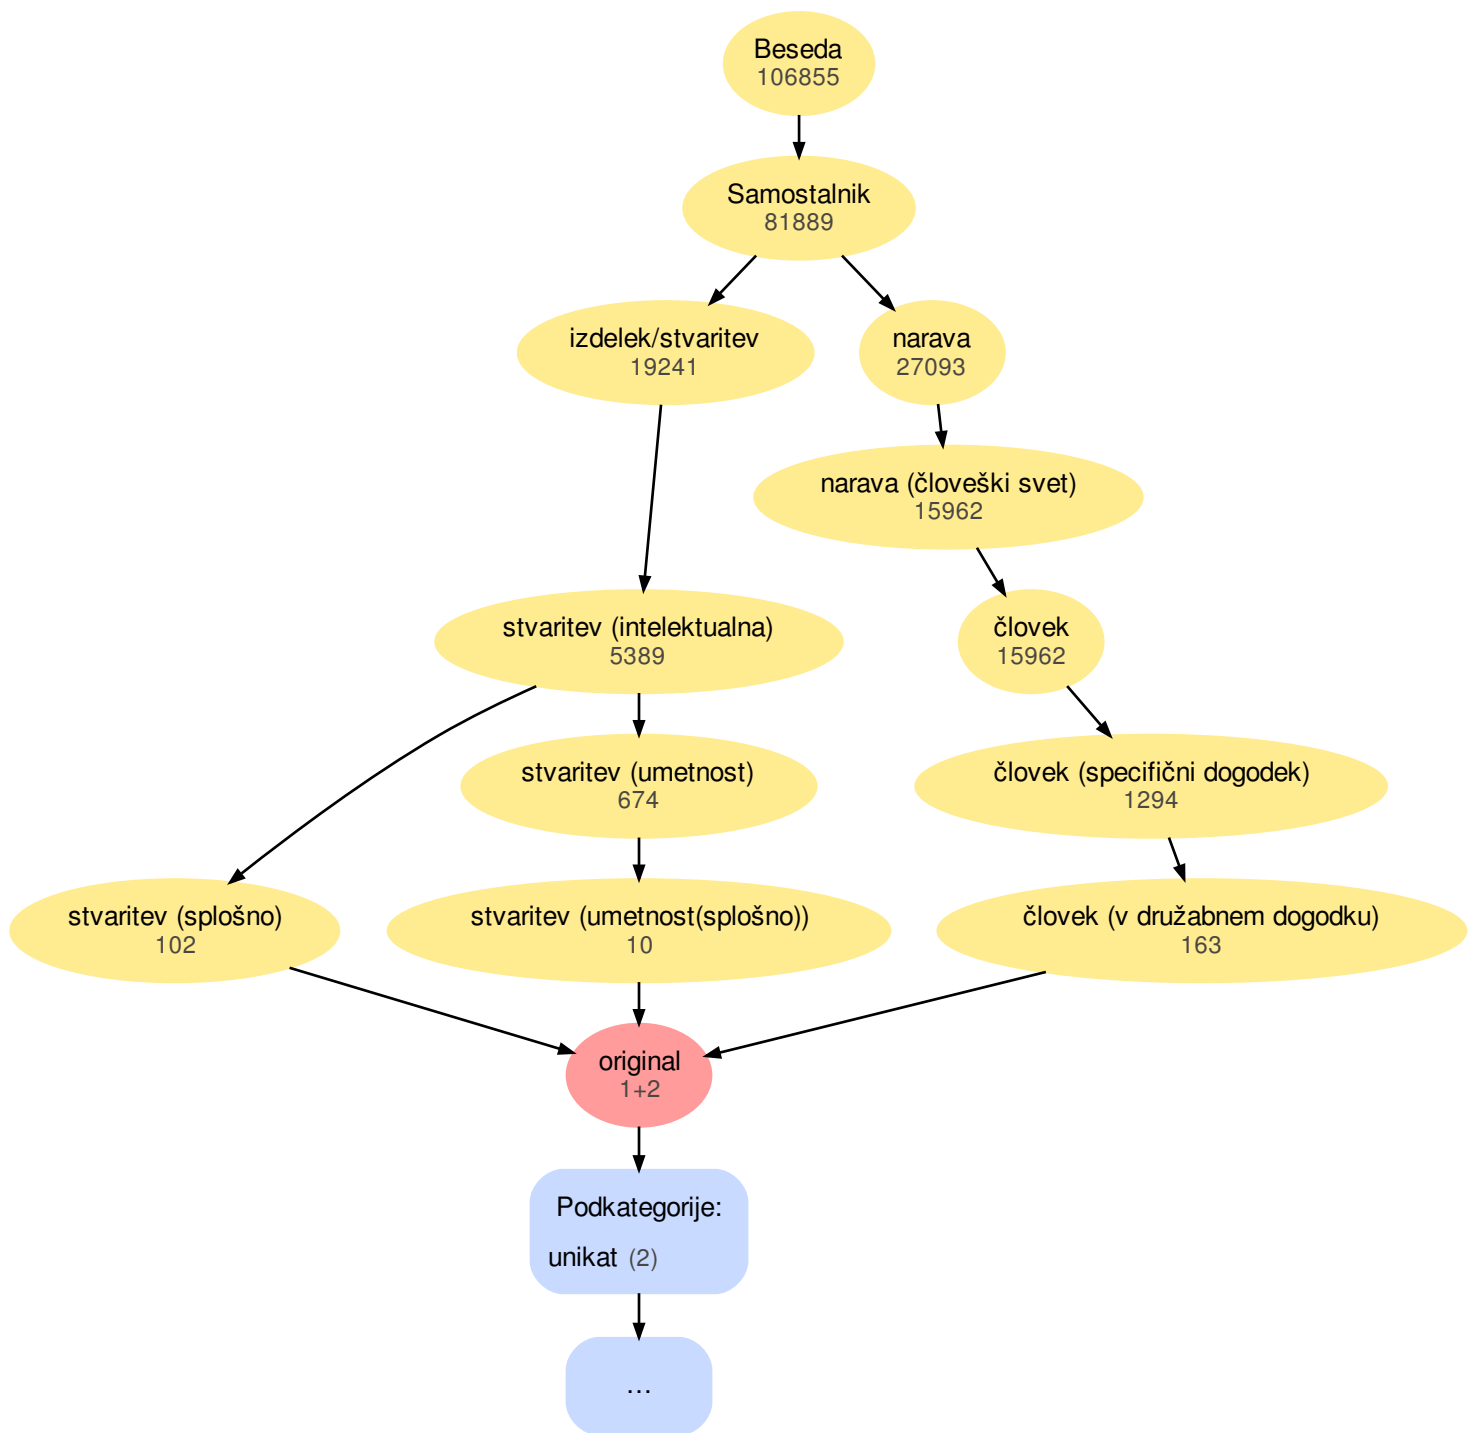 Beseda
106855
Samostalnik
81889
izdelek/stvaritev
19241
narava
27093
narava (človeški svet)
15962
stvaritev (intelektualna)
5389
človek
15962
stvaritev (umetnost)
674
človek (specifični dogodek)
1294
stvaritev (splošno)
102
stvaritev (umetnost(splošno))
10
človek (v družabnem dogodku)
163
original
1+2
Podkategorije:
unikat (2)
…